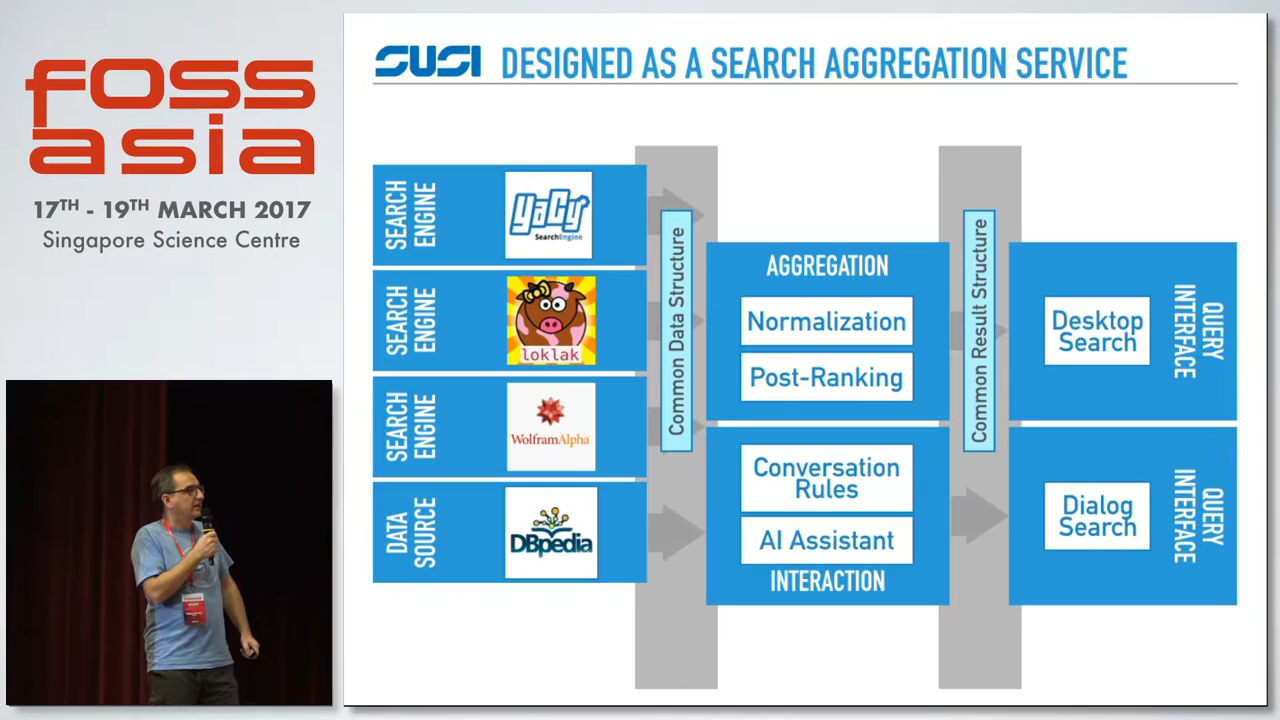 foss
asia
17TH - 19TH MARCH 2017
Singapore Science Centre
SUSI DESIGNED AS A SEARCH AGGREGATION SERVICE
SEARCH
ENGINE
YaCy
SearchEngine
SEARCH
ENGINE
loklak
SEARCH
ENGINE
WolframAlpha
DATA
SOURCE
DBpedia
Common Data Structure
AGGREGATION
Normalization
Post-Ranking
Conversation
Rules
AI Assistant
INTERACTION
Common Result Structure
Desktop
Search
QUERY
INTERFACE
Dialog
Search
QUERY
INTERFACE